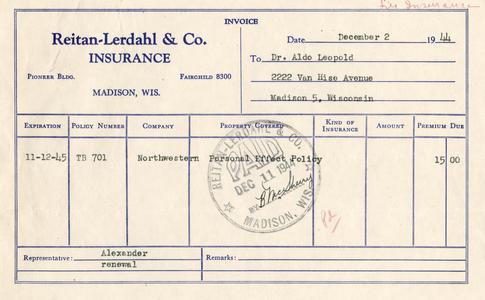 Life Insurance
INVOICE
Reitan-Lerdahl & Co.
INSURANCE
PIONEER BLDG. FAIRCHILD 8300
MADISON, WIS.
Date December 2 1944
To Dr. Aldo Leopold
2222 Van Hise Avenue
Madison 5, Wisconsin
EXPIRATION POLICY NUMBER COMPANY PROPERTY COVERED KIND OF INSURANCE AMOUNT PREMIUM DUE
11-12-45 TB 701 Northwestern Personal Effect Policy 15 00
REITAN-LERDAHL & CO.
PAID
DEC 11 1944
BY
MADISON, WIS.
Representative: Alexander
renewal
Remarks: